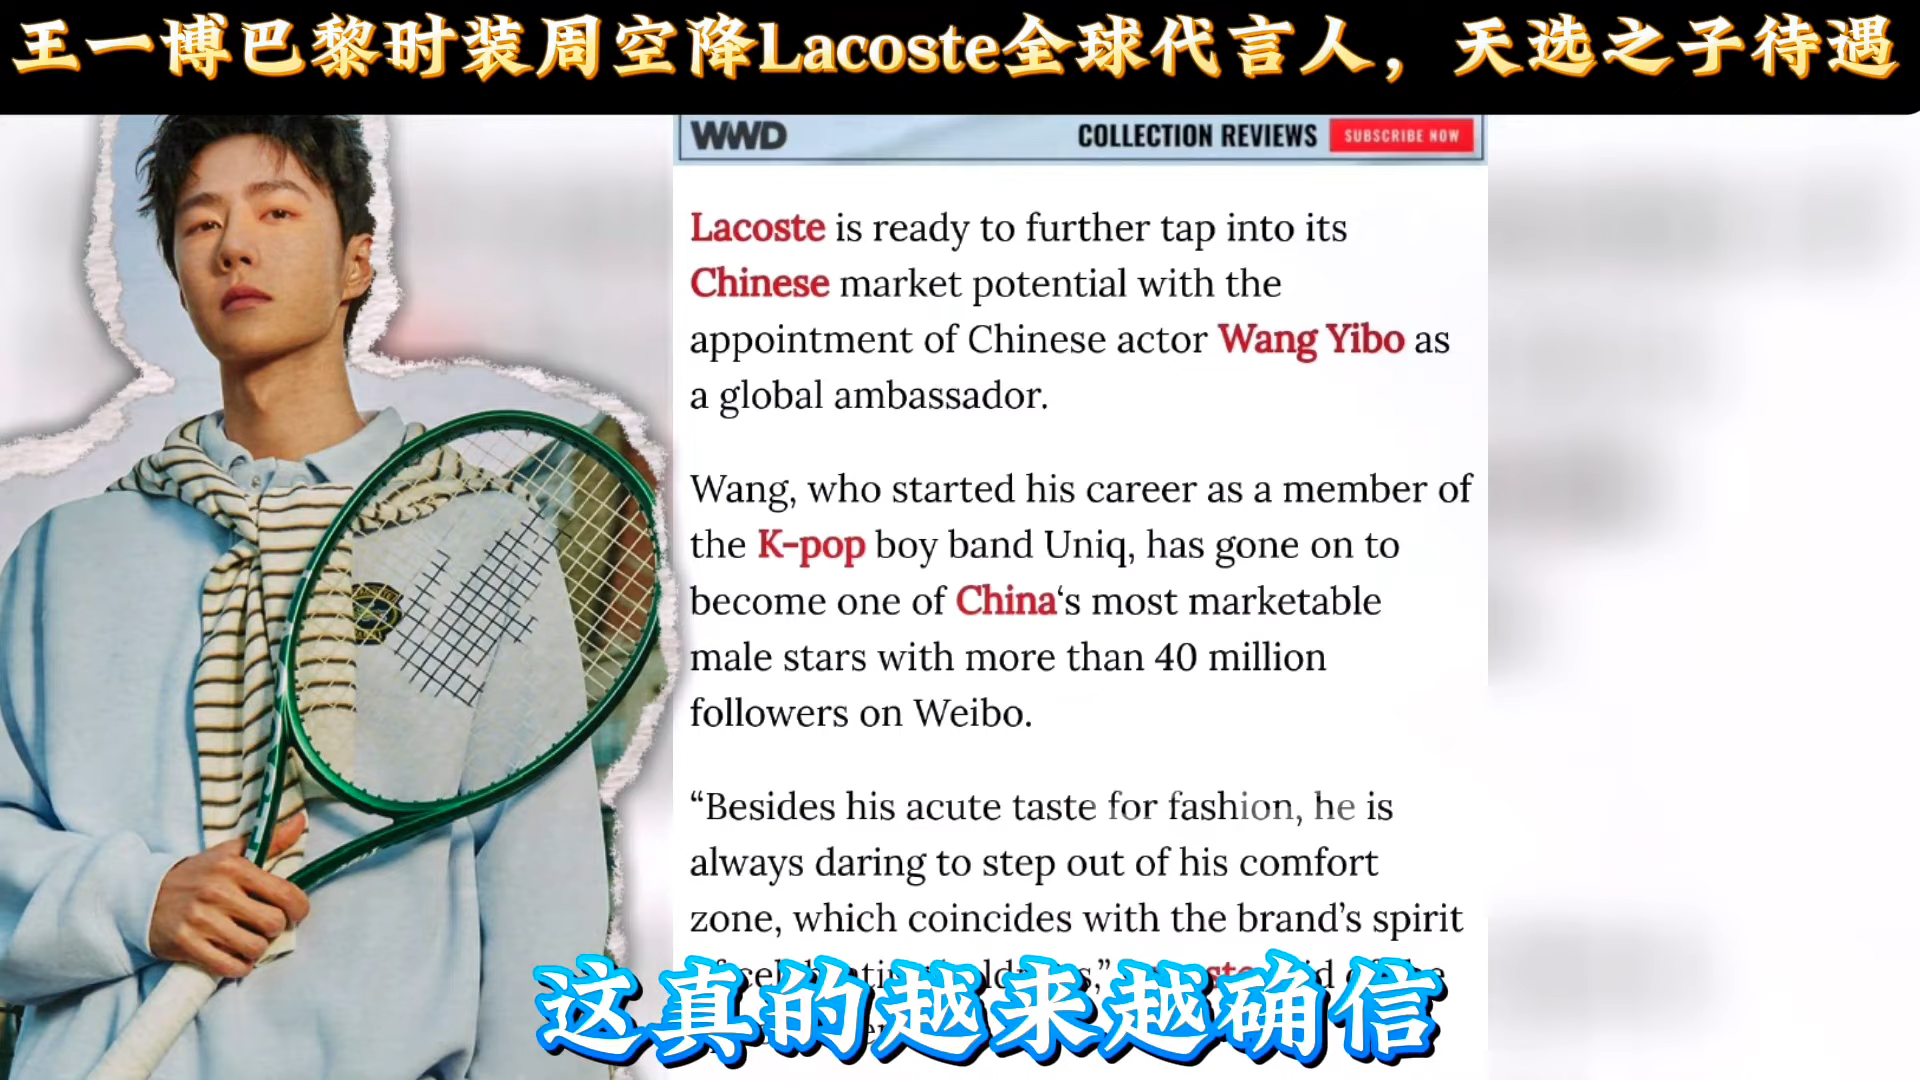 王一博巴黎时装周空降Lacoste全球代言人，天选之子待遇
WWD
COLLECTION REVIEWS
SUBSCRIBE NOW
Lacoste is ready to further tap into its
Chinese market potential with the
appointment of Chinese actor Wang Yibo as
a global ambassador.
Wang, who started his career as a member of
the K-pop boy band Uniq, has gone on to
become one of China‘s most marketable
male stars with more than 40 million
followers on Weibo.
“Besides his acute taste for fashion, he is
always daring to step out of his comfort
zone, which coincides with the brand’s spirit
这真的越来越确信